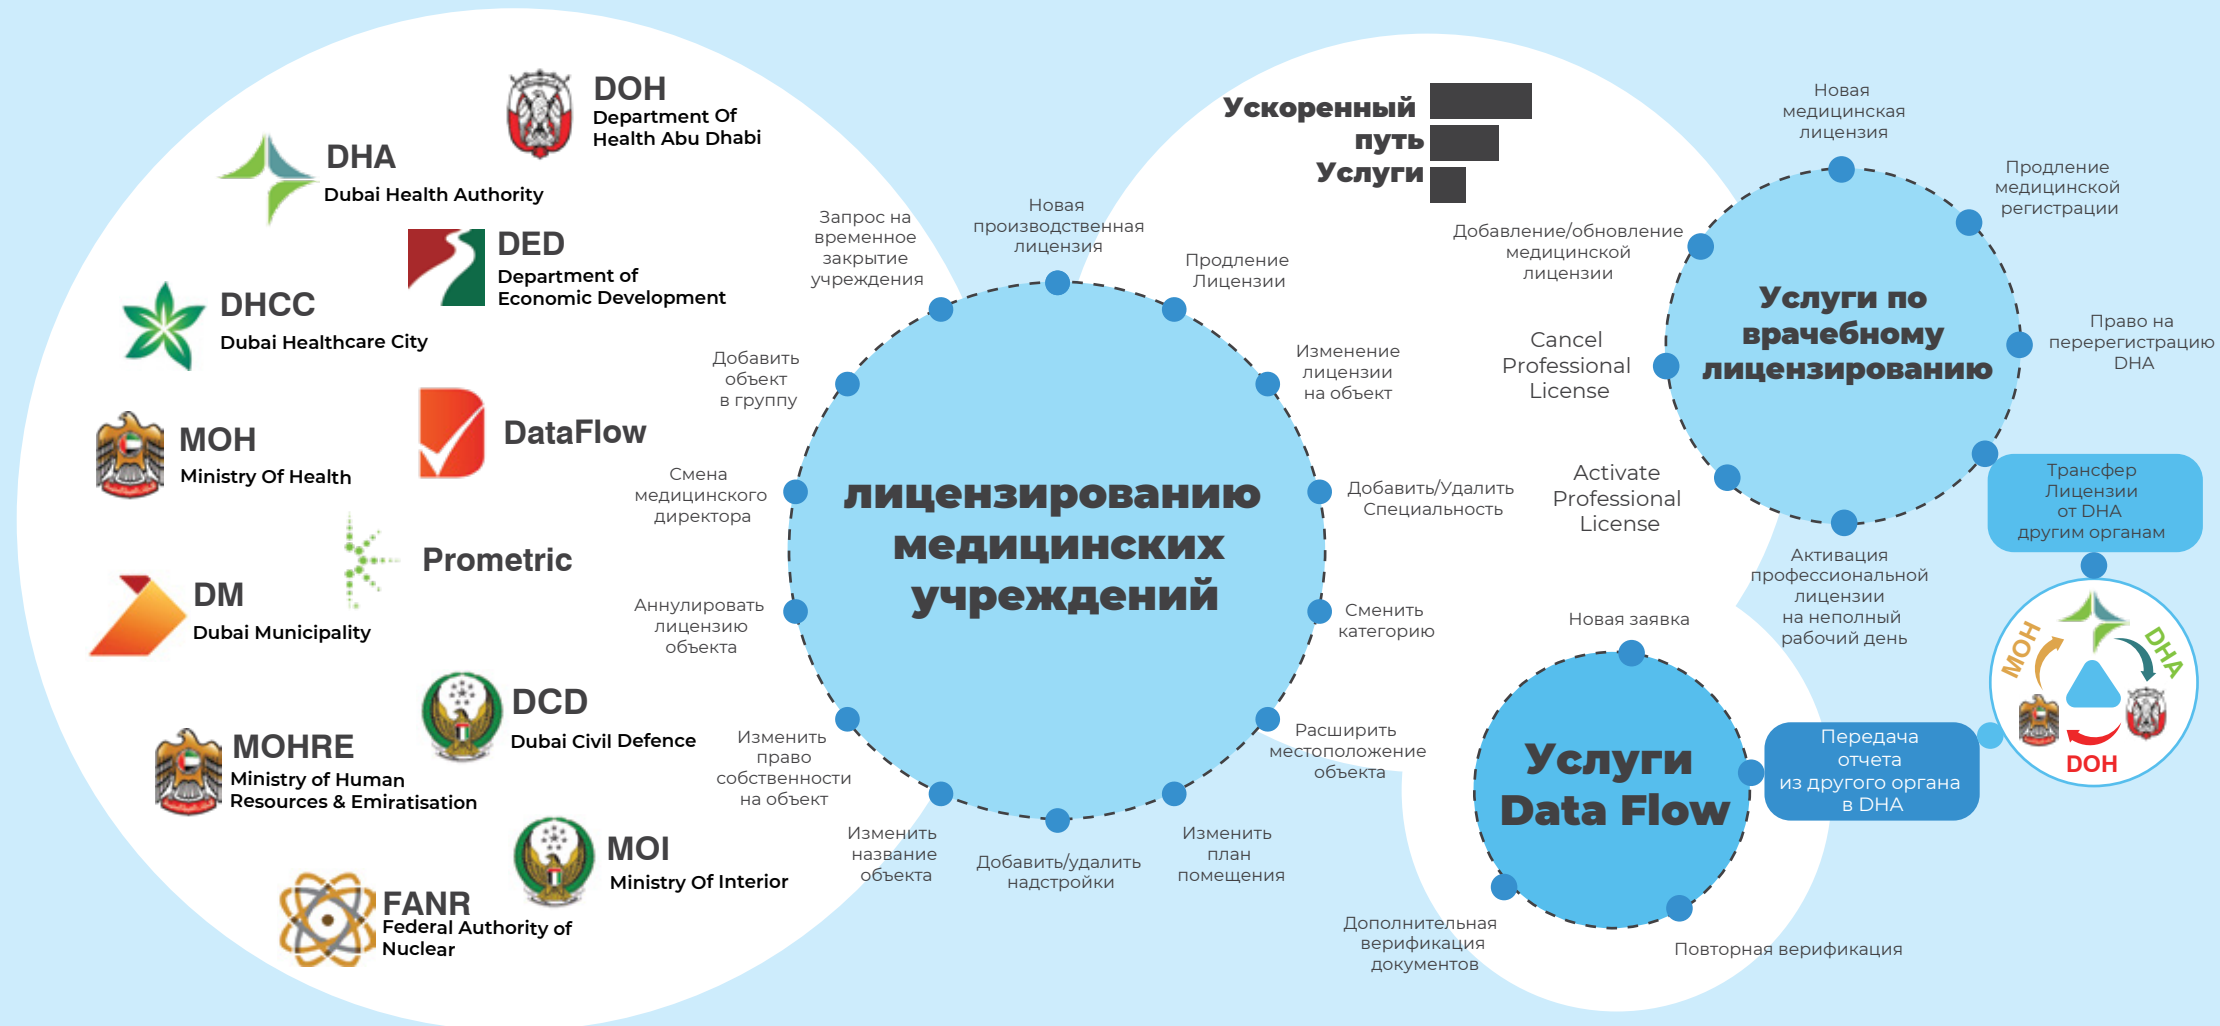 DOH
Department Of
Health Abu Dhabi
DHA
Dubai Health Authority
DED
Department of
Economic Development
DHCC
Dubai Healthcare City
MOH
Ministry Of Health
DataFlow
Prometric
DM
Dubai Municipality
DCD
Dubai Civil Defence
MOHRE
Ministry of Human
Resources & Emiratisation
MOI
Ministry Of Interior
FANR
Federal Authority of
Nuclear
лицензированию
медицинских
учреждений
Запрос на
временное
закрытие
учреждения
Новая
производственная
лицензия
Продление
Лицензии
Изменение
лицензии
на объект
Добавить/Удалить
Специальность
Сменить
категорию
Расширить
местоположение
объекта
Изменить
план
помещения
Добавить/удалить
надстройки
Изменить
название
объекта
Изменить
право
собственности
на объект
Аннулировать
лицензию
объекта
Смена
медицинского
директора
Добавить
объект
в группу
Ускоренный
путь
Услуги
Услуги по
врачебному
лицензированию
Новая
медицинская
лицензия
Продление
медицинской
регистрации
Право на
перерегистрацию
DHA
Трансфер
Лицензии
от DHA
другим органам
Активация
профессиональной
лицензии
на неполный
рабочий день
Activate
Professional
License
Cancel
Professional
License
Добавление/обновление
медицинской
лицензии
MOH
DHA
DOH
Услуги
Data Flow
Новая заявка
Передача
отчета
из другого органа
в DHA
Повторная верификация
Дополнительная
верификация
документов